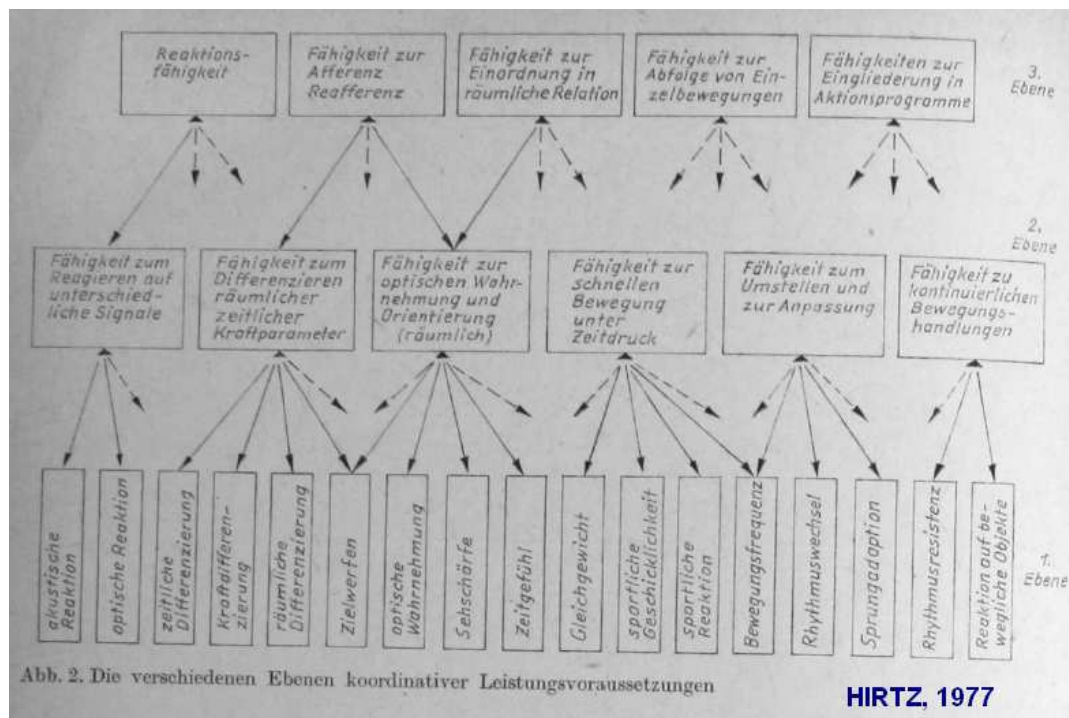 Reaktions-
fähigkeit
Fähigkeit zur
Afferenz
Reafferenz
Fähigkeit zur
Einordnung in
räumliche Relation
Fähigkeit zur
Abfolge von Ein-
zelbewegungen
Fähigkeiten zur
Eingliederung in
Aktionsprogramme
3.
Ebene
2.
Ebene
Fähigkeit zum
Reagieren auf
unterschied-
liche Signale
Fähigkeit zum
Differenzieren
räumlicher
zeitlicher
Kraftparameter
Fähigkeit zur
optischen Wahr-
nehmung und
Orientierung
(räumlich)
Fähigkeit zur
schnellen
Bewegung
unter
Zeitdruck
Fähigkeit zum
Umstellen und
zur Anpassung
Fähigkeit zu
kontinuierlichen
Bewegungs-
handlungen
akustische
Reaktion
optische Reaktion
zeitliche
Differenzierung
Kraftdifferen-
zierung
räumliche
Differenzierung
Zielwerfen
optische
Wahrnehmung
Sehschärfe
Zeitgefühl
Gleichgewicht
sportliche
Geschicklichkeit
sportliche
Reaktion
Bewegungsfrequenz
Rhythmuswechsel
Sprungadaption
Rhythmusresistenz
Reaktion auf be-
wegliche Objekte
1.
Ebene
Abb. 2. Die verschiedenen Ebenen koordinativer Leistungsvoraussetzungen
HIRTZ, 1977